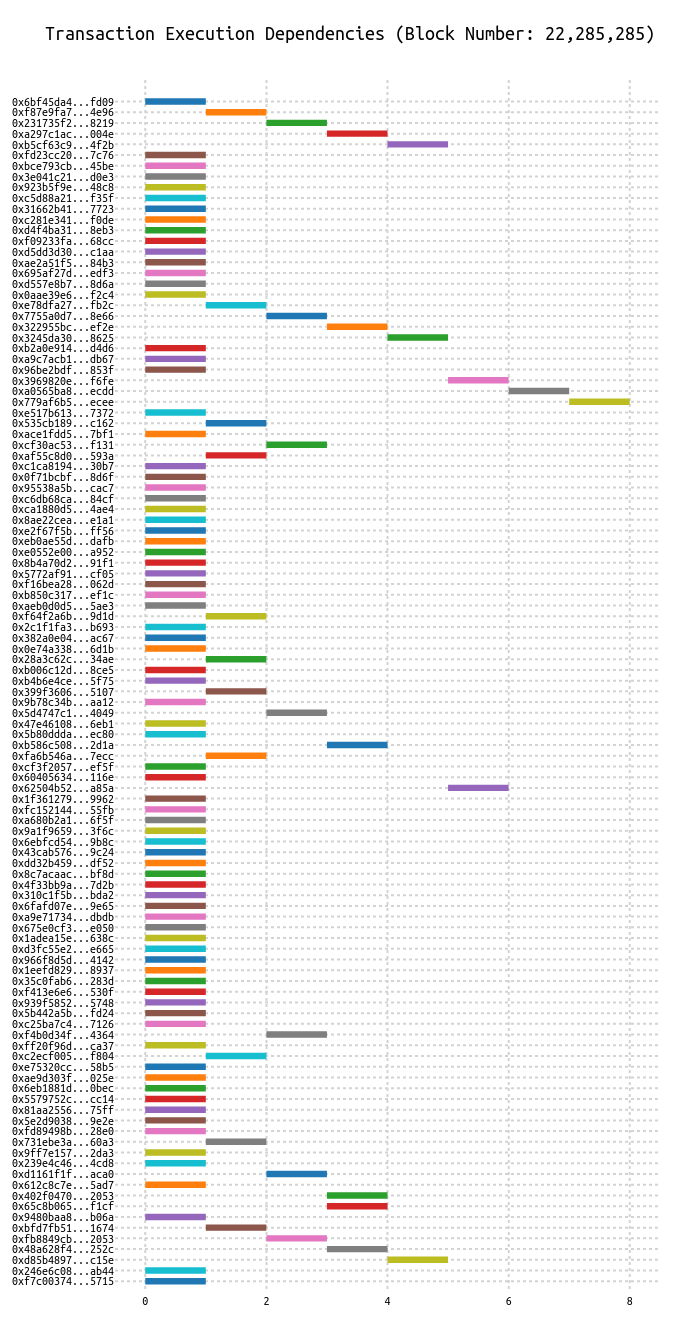 Transaction Execution Dependencies (Block Number: 22,285,285)
0x6bf45da4...fd09
0xf87e9fa7...4e96
0x231735f2...8219
0xa297c1ac...004e
0xb5cf63c9...4f2b
0xfd23cc20...7c76
0xbce793cb...45be
0x3e041c21...d0e3
0x923b5f9e...48c8
0xc5d88a21...f35f
0x31662b41...7723
0xc281e341...f0de
0xd4f4ba31...8eb3
0xf09233fa...68cc
0xd5dd3d30...c1aa
0xae2a51f5...84b3
0x695af27d...edf3
0xd557e8b7...8d6a
0x0aae39e6...f2c4
0xe78dfa27...fb2c
0x7755a0d7...8e66
0x322955bc...ef2e
0x3245da30...8625
0xb2a0e914...d4d6
0xa9c7acb1...db67
0x96be2bdf...853f
0x3969820e...f6fe
0xa0565ba8...ecdd
0x779af6b5...ecee
0xe517b613...7372
0x535cb189...c162
0xace1fdd5...7bf1
0xcf30ac53...f131
0xaf55c8d0...593a
0xc1ca8194...30b7
0x0f71bcbf...8d6f
0x95538a5b...cac7
0xc6db68ca...84cf
0xca1880d5...4ae4
0x8ae22cea...e1a1
0xe2f67f5b...ff56
0xeb0ae55d...dafb
0xe0552e00...a952
0x8b4a70d2...91f1
0x5772af91...cf05
0xf16bea28...062d
0xb850c317...ef1c
0xaeb0d0d5...5ae3
0xf64f2a6b...9d1d
0x2c1f1fa3...b693
0x382a0e04...ac67
0x0e74a338...6d1b
0x28a3c62c...34ae
0xb006c12d...8ce5
0xb4b6e4ce...5f75
0x399f3606...5107
0x9b78c34b...aa12
0x5d4747c1...4049
0x47e46108...6eb1
0x5b80ddda...ec80
0xb586c508...2d1a
0xfa6b546a...7ecc
0xcf3f2057...ef5f
0x60405634...116e
0x62504b52...a85a
0x1f361279...9962
0xfc152144...55fb
0xa680b2a1...6f5f
0x9a1f9659...3f6c
0x6ebfcd54...9b8c
0x43cab576...9c24
0xdd32b459...df52
0x8c7acaac...bf8d
0x4f33bb9a...7d2b
0x310c1f5b...bda2
0x6fafd07e...9e65
0xa9e71734...dbdb
0x675e0cf3...e050
0x1adea15e...638c
0xd3fc55e2...e665
0x966f8d5d...4142
0x1eefd829...8937
0x35c0fab6...283d
0xf413e6e6...530f
0x939f5852...5748
0x5b442a5b...fd24
0xc25ba7c4...7126
0xf4b0d34f...4364
0xff20f96d...ca37
0xc2ecf005...f804
0xe75320cc...58b5
0xae9d303f...025e
0x6eb1881d...0bec
0x5579752c...cc14
0x81aa2556...75ff
0x5e2d9038...9e2e
0xfd89498b...28e0
0x731ebe3a...60a3
0x9ff7e157...2da3
0x239e4c46...4cd8
0xd1161f1f...aca0
0x612c8c7e...5ad7
0x402f0470...2053
0x65c8b065...f1cf
0x9480baa8...b06a
0xbfd7fb51...1674
0xfb8849cb...2053
0x48a628f4...252c
0xd85b4897...c15e
0x246e6c08...ab44
0xf7c00374...5715
0 2 4 6 8